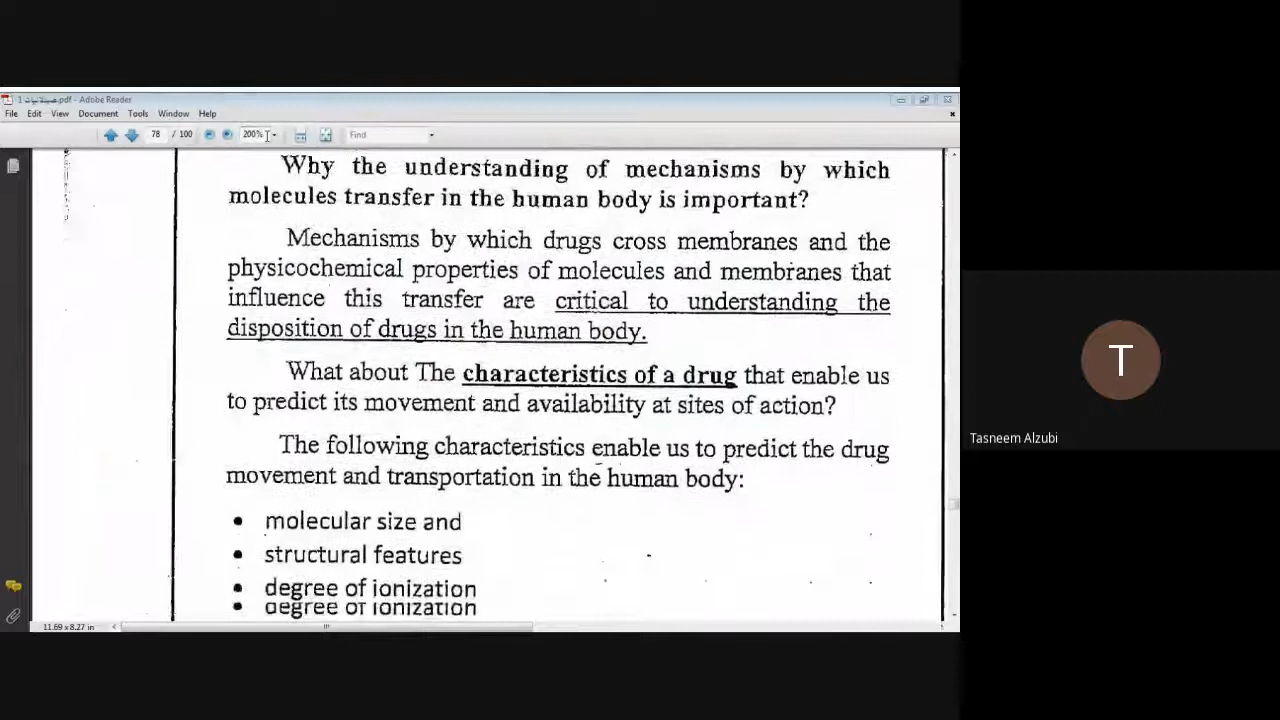 1 صيدلانيات.pdf - Adobe Reader
File Edit View Document Tools Window Help
78 / 100 200% Find
Why the understanding of mechanisms by which
molecules transfer in the human body is important?
Mechanisms by which drugs cross membranes and the
physicochemical properties of molecules and membranes that
influence this transfer are critical to understanding the
disposition of drugs in the human body.
What about The characteristics of a drug that enable us
to predict its movement and availability at sites of action?
The following characteristics enable us to predict the drug
movement and transportation in the human body:
• molecular size and
• structural features
• degree of ionization
• degree of ionization
11.69 x 8.27 in
T
Tasneem Alzubi